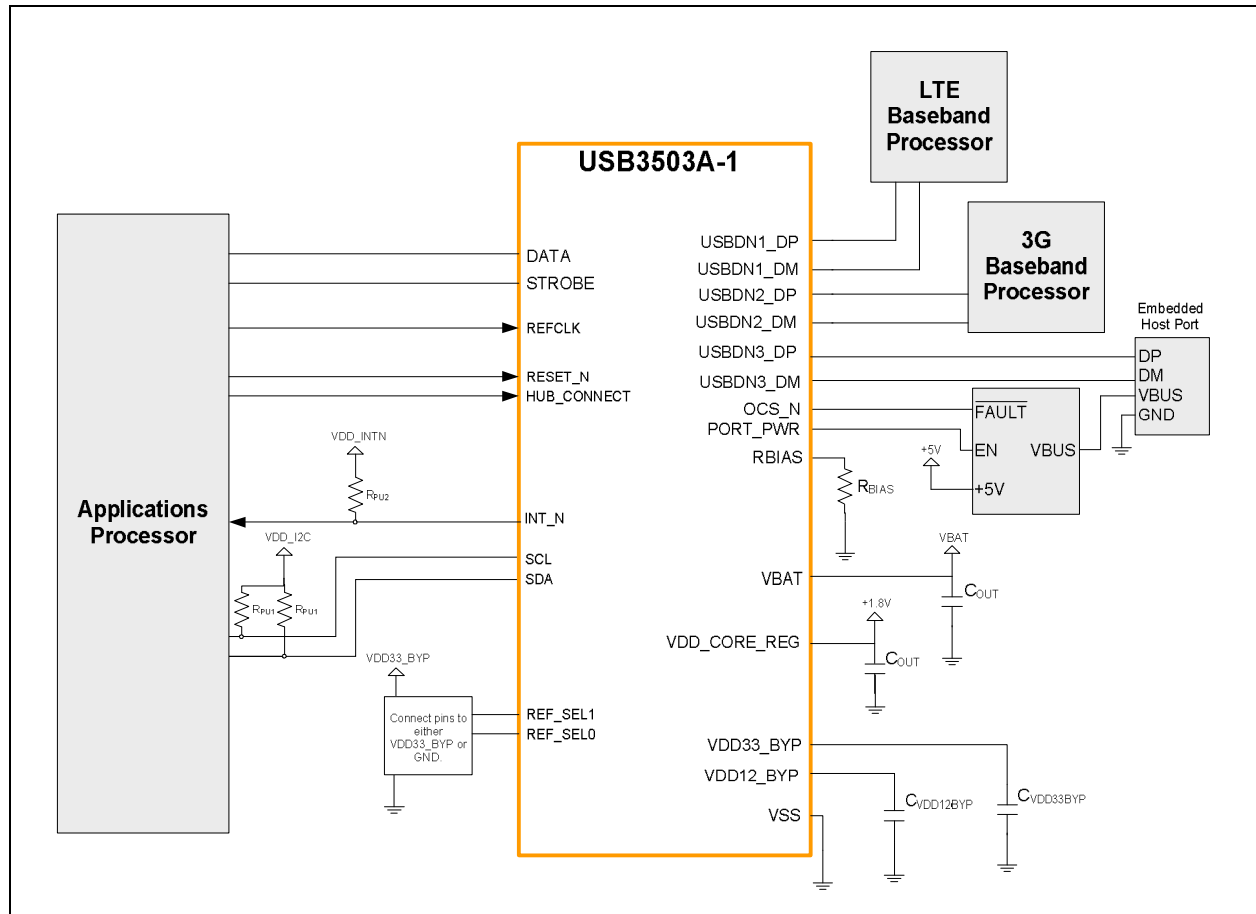 LTE
Baseband
Processor
USB3503A-1
3G
Baseband
Processor
Applications
Processor
DATA
STROBE
REFCLK
RESET_N
HUB_CONNECT
VDD_INTN
RPU2
INT_N
VDD_I2C
SCL
SDA
RPU1
RPU1
VDD33_BYP
Connect pins to
either
VDD33_BYP or
GND.
REF_SEL1
REF_SEL0
USBDN1_DP
USBDN1_DM
USBDN2_DP
USBDN2_DM
USBDN3_DP
USBDN3_DM
OCS_N
PORT_PWR
RBIAS
VBAT
VDD_CORE_REG
VDD33_BYP
VDD12_BYP
VSS
Embedded
Host Port
DP
DM
VBUS
GND
FAULT
EN
VBUS
+5V
+5V
RBIAS
VBAT
COUT
+1.8V
COUT
CVDD12BYP
CVDD33BYP